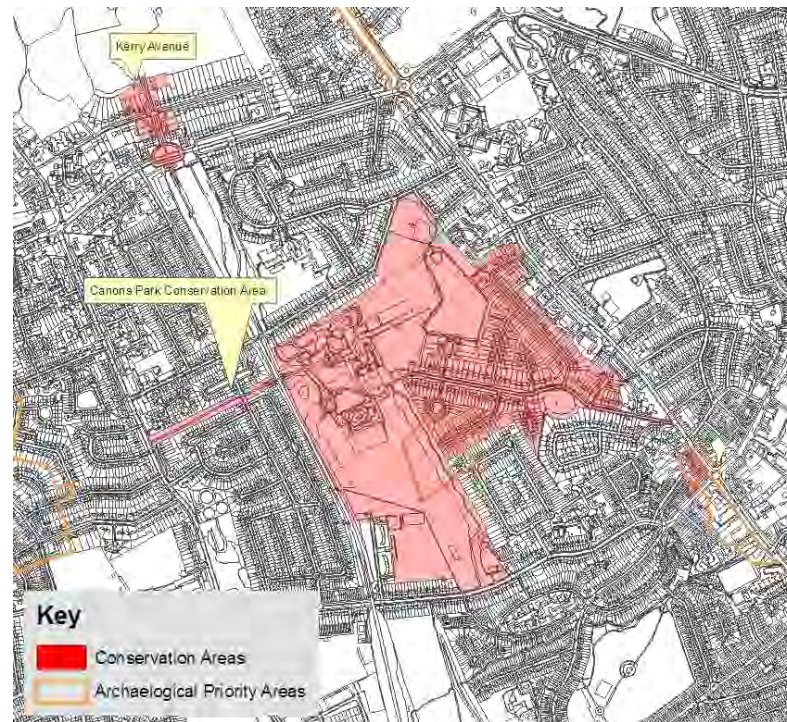 Kerry Avenue
Canons Park Conservation Area
Key
Conservation Areas
Archaelogical Priority Areas